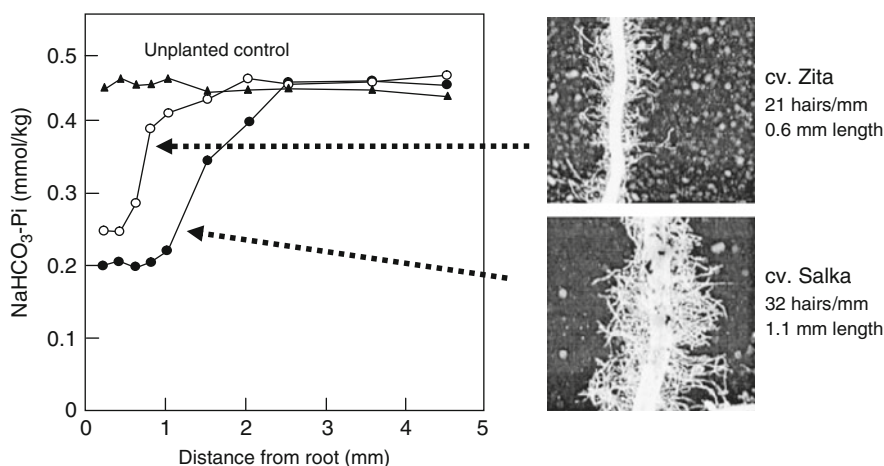 Unplanted control
NaHCO₃-Pi (mmol/kg)
0.5
0.4
0.3
0.2
0.1
0
0
1
2
3
4
5
Distance from root (mm)
cv. Zita
21 hairs/mm
0.6 mm length
cv. Salka
32 hairs/mm
1.1 mm length